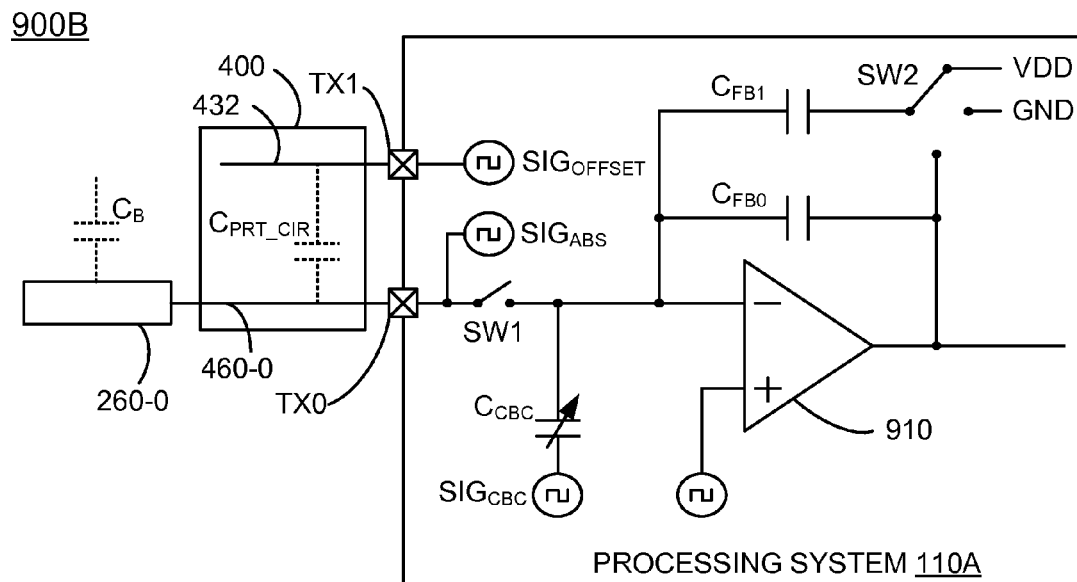 900B
400
TX1
432
C_B
C_PRT_CIR
SIG_OFFSET
SIG_ABS
C_FB1
SW2
VDD
GND
C_FB0
SW1
460-0
260-0
TX0
C_CBC
SIG_CBC
−
+
910
PROCESSING SYSTEM 110A